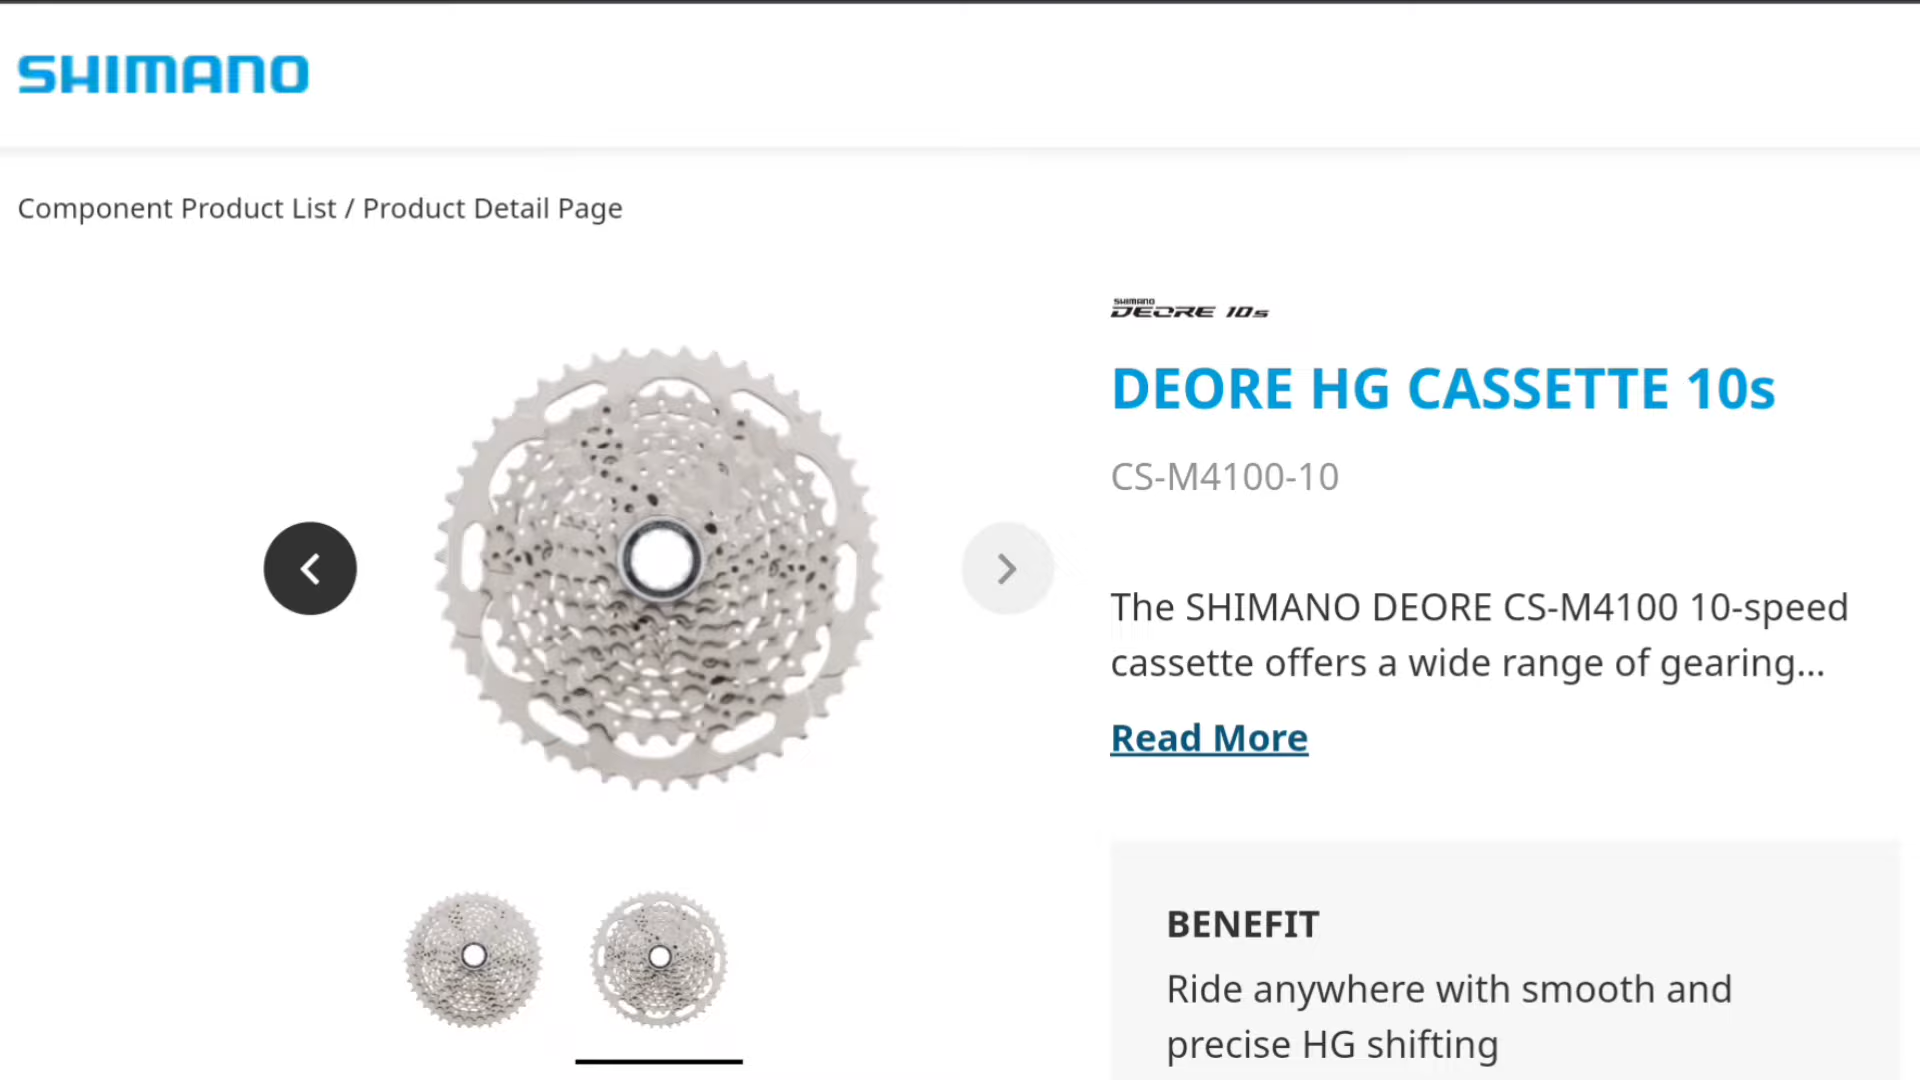 SHIMANO
Component Product List / Product Detail Page
SHIMANO
DEORE 10s
DEORE HG CASSETTE 10s
CS-M4100-10
The SHIMANO DEORE CS-M4100 10-speed
cassette offers a wide range of gearing...
Read More
BENEFIT
Ride anywhere with smooth and
precise HG shifting